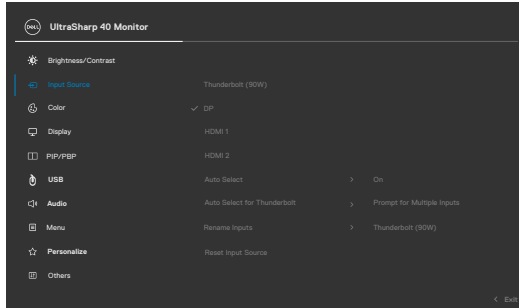 DELL UltraSharp 40 Monitor
Brightness/Contrast
Input Source Thunderbolt (90W)
Color DP
Display HDMI 1
PIP/PBP HDMI 2
USB Auto Select > On
Audio Auto Select for Thunderbolt > Prompt for Multiple Inputs
Menu Rename Inputs > Thunderbolt (90W)
Personalize Reset Input Source
Others
< Exit